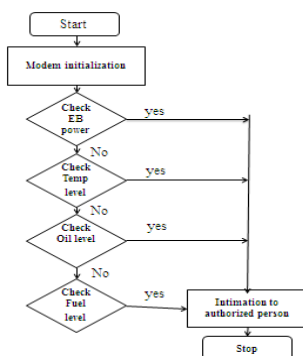 Start
Modem initialization
Check
EB
power
yes
No
Check
Temp
level
yes
No
Check
Oil level
yes
No
Check
Fuel
level
yes
Intimation to
authorized person
Stop